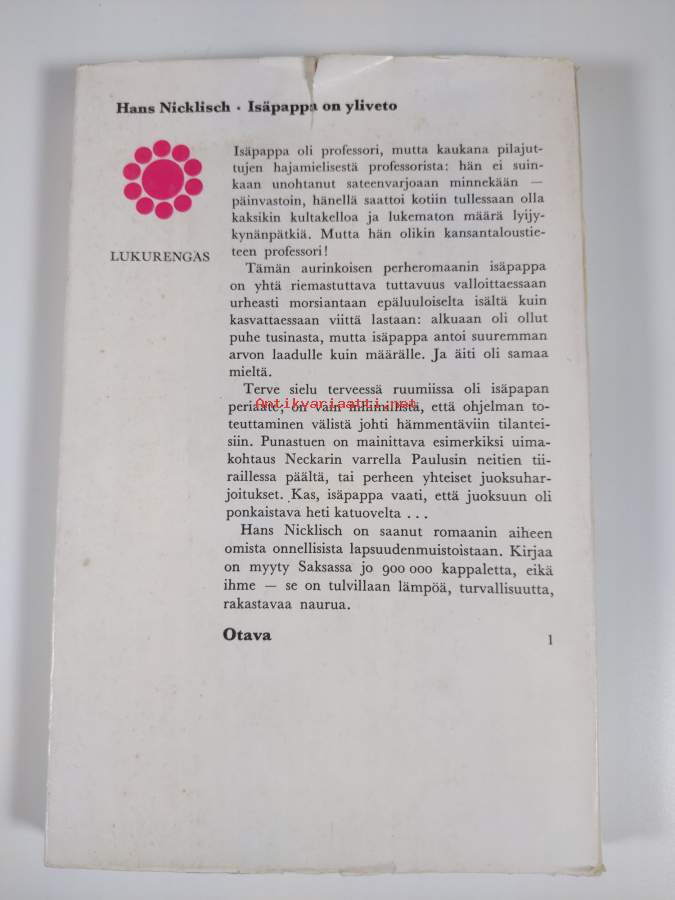 Hans Nicklisch • Isäpappa on yliveto
Isäpappa oli professori, mutta kaukana pilajut-
tujen hajamielisestä professorista: hän ei suin-
kaan unohtanut sateenvarjoaan minnekään —
päinvastoin, hänellä saattoi kotiin tullessaan olla
kaksikin kultakelloa ja lukematon määrä lyijy-
kynänpätkiä. Mutta hän olikin kansantaloustie-
teen professori!
LUKURENGAS
Tämän aurinkoisen perheromaanin isäpappa
on yhtä riemastuttava tuttavuus valloittaessaan
urheasti morsiantaan epäluuloiselta isältä kuin
kasvattaessaan viittä lastaan: alkuaan oli ollut
puhe tusinasta, mutta isäpappa antoi suuremman
arvon laadulle kuin määrälle. Ja äiti oli samaa
mieltä.
Terve sielu terveessä ruumiissa oli isäpapan
Antikvariaatti.net
periaate; on vain inhimillistä, että ohjelman to-
teuttaminen välistä johti hämmentäviin tilantei-
siin. Punastuen on mainittava esimerkiksi uima-
kohtaus Neckarin varrella Paulusin neitien tii-
raillessa päältä, tai perheen yhteiset juoksuhar-
joitukset. Kas, isäpappa vaati, että juoksuun oli
ponkaistava heti katuovelta . . .
Hans Nicklisch on saanut romaanin aiheen
omista onnellisista lapsuudenmuistoistaan. Kirjaa
on myyty Saksassa jo 900 000 kappaletta, eikä
ihme — se on tulvillaan lämpöä, turvallisuutta,
rakastavaa naurua.
Otava
1